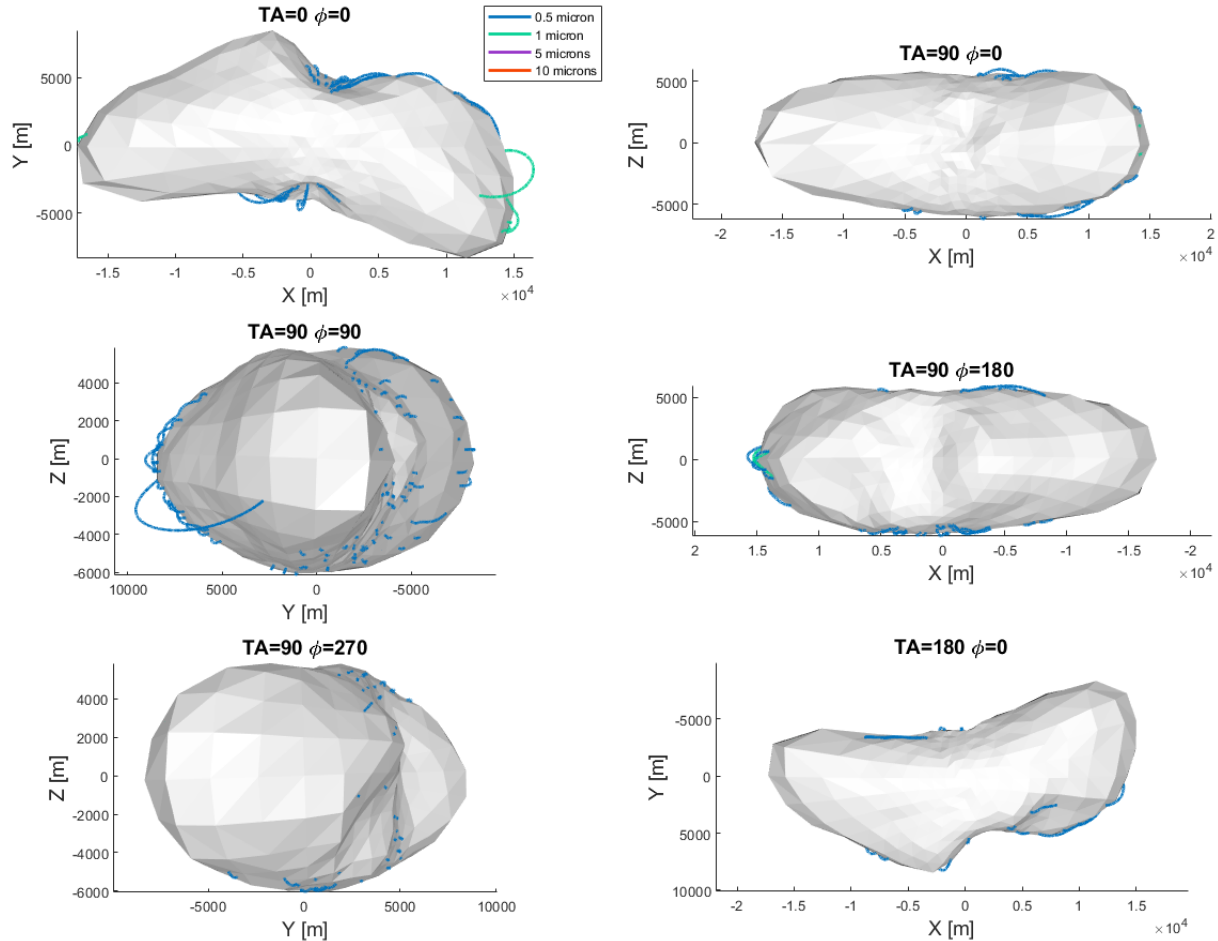 TA=0 ϕ=0
0.5 micron
1 micron
5 microns
10 microns
5000
0
-5000
Y [m]
-1.5 -1 -0.5 0 0.5 1 1.5
× 10^4
X [m]
TA=90 ϕ=0
5000
0
-5000
Z [m]
-2 -1.5 -1 -0.5 0 0.5 1 1.5 2
× 10^4
X [m]
TA=90 ϕ=90
4000
2000
0
-2000
-4000
-6000
Z [m]
10000 5000 0 -5000
Y [m]
TA=90 ϕ=180
5000
0
-5000
Z [m]
2 1.5 1 0.5 0 -0.5 -1 -1.5 -2
× 10^4
X [m]
TA=90 ϕ=270
4000
2000
0
-2000
-4000
-6000
Z [m]
-5000 0 5000 10000
Y [m]
TA=180 ϕ=0
-5000
0
5000
10000
Y [m]
-2 -1.5 -1 -0.5 0 0.5 1 1.5
× 10^4
X [m]